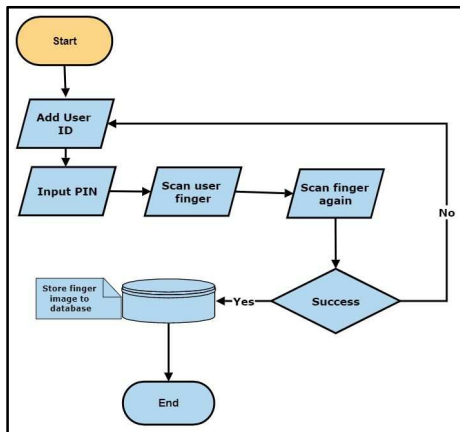 Start
Add User
ID
Input PIN
Scan user
finger
Scan finger
again
No
Success
Yes
Store finger
image to
database
End